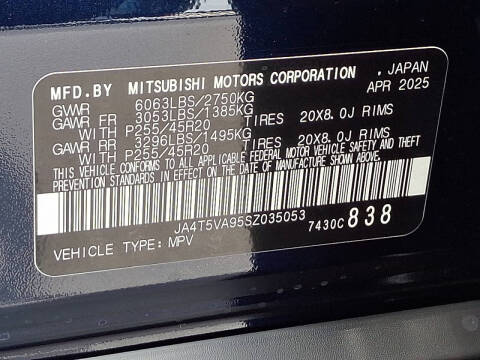 MFD.BY MITSUBISHI MOTORS CORPORATION , JAPAN
GVWR 6063LBS/2750KG APR 2025
GAWR FR 3053LBS/1385KG
WITH P255/45R20 TIRES 20X8.0J RIMS
GAWR RR 3296LBS/1495KG
WITH P255/45R20 TIRES 20X8.0J RIMS
THIS VEHICLE CONFORMS TO ALL APPLICABLE FEDERAL MOTOR VEHICLE SAFETY AND THEFT
PREVENTION STANDARDS IN EFFECT ON THE DATE OF MANUFACTURE SHOWN ABOVE.
JA4T5VA95SZ035053 7430C 838
VEHICLE TYPE: MPV